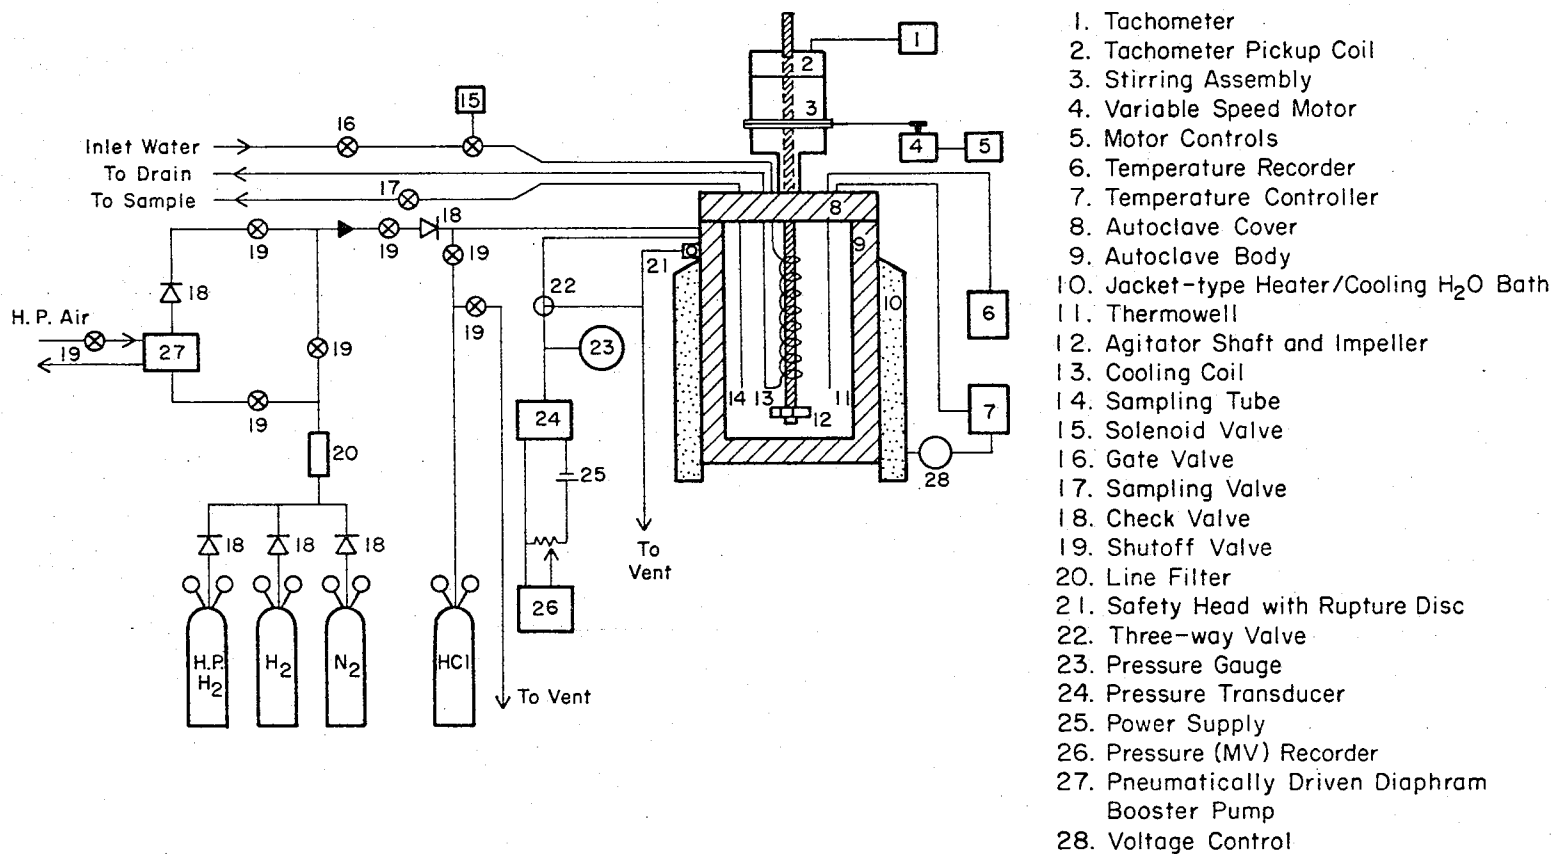 1
2
3
4
5
15
16
Inlet Water
To Drain
To Sample
17
18
19
19
19
8
9
21
22
10
18
H.P. Air
19
27
19
19
23
6
14
13
11
12
7
24
19
20
25
28
18
18
18
To
Vent
26
H.P.
H2
H2
N2
HCl
To Vent
1. Tachometer
2. Tachometer Pickup Coil
3. Stirring Assembly
4. Variable Speed Motor
5. Motor Controls
6. Temperature Recorder
7. Temperature Controller
8. Autoclave Cover
9. Autoclave Body
10. Jacket-type Heater/Cooling H2O Bath
11. Thermowell
12. Agitator Shaft and Impeller
13. Cooling Coil
14. Sampling Tube
15. Solenoid Valve
16. Gate Valve
17. Sampling Valve
18. Check Valve
19. Shutoff Valve
20. Line Filter
21. Safety Head with Rupture Disc
22. Three-way Valve
23. Pressure Gauge
24. Pressure Transducer
25. Power Supply
26. Pressure (MV) Recorder
27. Pneumatically Driven Diaphram
Booster Pump
28. Voltage Control